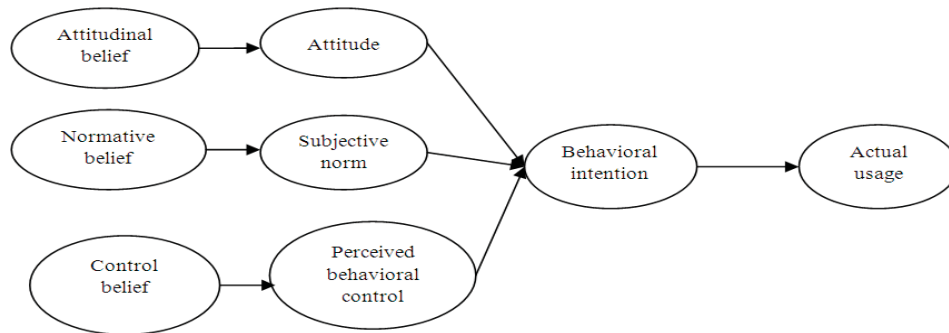 Attitudinal
belief
Attitude
Normative
belief
Subjective
norm
Behavioral
intention
Actual
usage
Control
belief
Perceived
behavioral
control